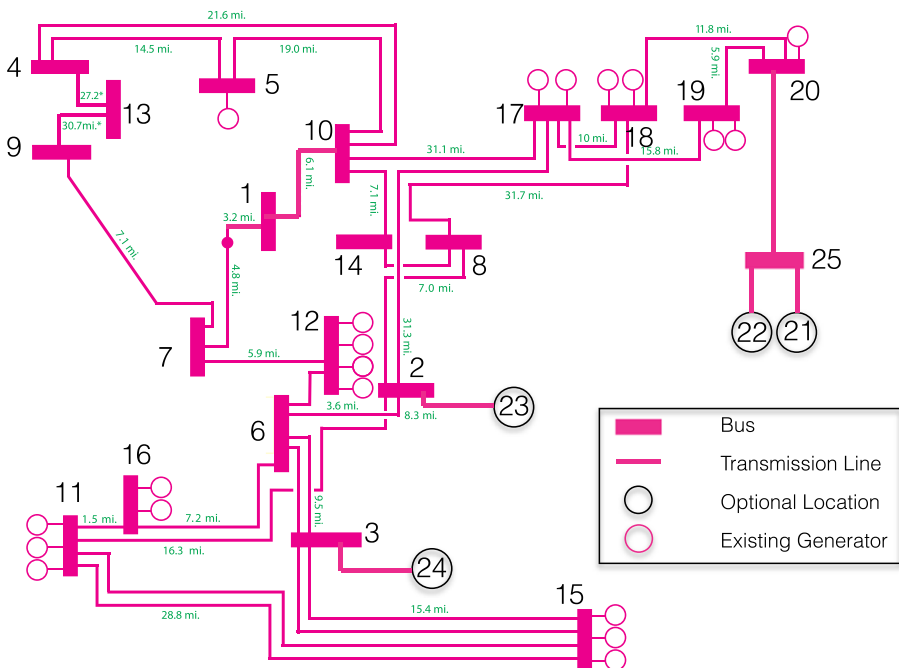 21.6 mi.
11.8 mi.
14.5 mi.
19.0 mi.
4
5
5.9 mi.
20
27.2*
13
30.7mi.*
19
17
18
10
9
10 mi.
15.8 mi.
31.1 mi.
6.1 mi.
1
7.1 mi.
31.7 mi.
3.2 mi.
7.1 mi.
4.8 mi.
14
8
25
7.0 mi.
12
31.3 mi.
22
21
7
5.9 mi.
2
3.6 mi.
8.3 mi.
23
6
Bus
16
Transmission Line
11
9.5 mi.
Optional Location
1.5 mi.
7.2 mi.
3
Existing Generator
16.3 mi.
24
15
28.8 mi.
15.4 mi.